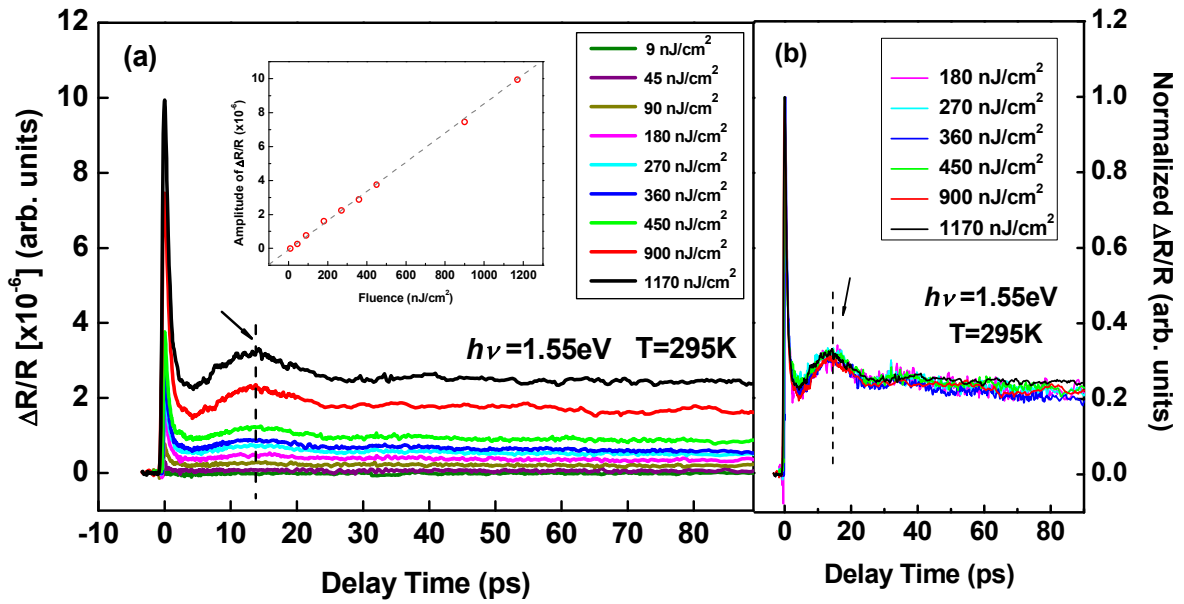 (a)
ΔR/R [x10⁻⁶] (arb. units)
12
10
8
6
4
2
0
-10 0 10 20 30 40 50 60 70 80
Delay Time (ps)
9 nJ/cm²
45 nJ/cm²
90 nJ/cm²
180 nJ/cm²
270 nJ/cm²
360 nJ/cm²
450 nJ/cm²
900 nJ/cm²
1170 nJ/cm²
Amplitude of ΔR/R (x10⁻⁶)
10
8
6
4
2
0
0 200 400 600 800 1000 1200
Fluence (nJ/cm²)
hν=1.55eV T=295K
(b)
180 nJ/cm²
270 nJ/cm²
360 nJ/cm²
450 nJ/cm²
900 nJ/cm²
1170 nJ/cm²
hν=1.55eV
T=295K
1.2
1.0
0.8
0.6
0.4
0.2
0.0
Normalized ΔR/R (arb. units)
0 20 40 60 80
Delay Time (ps)